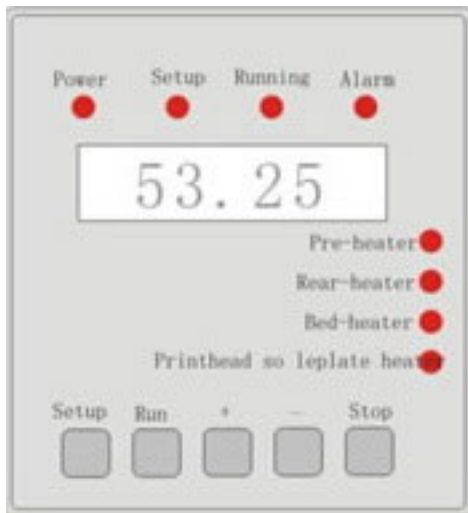 Power Setup Running Alarm
53.25
Pre-heater
Rear-heater
Bed-heater
Printhead so leplate heater
Setup Run + — Stop